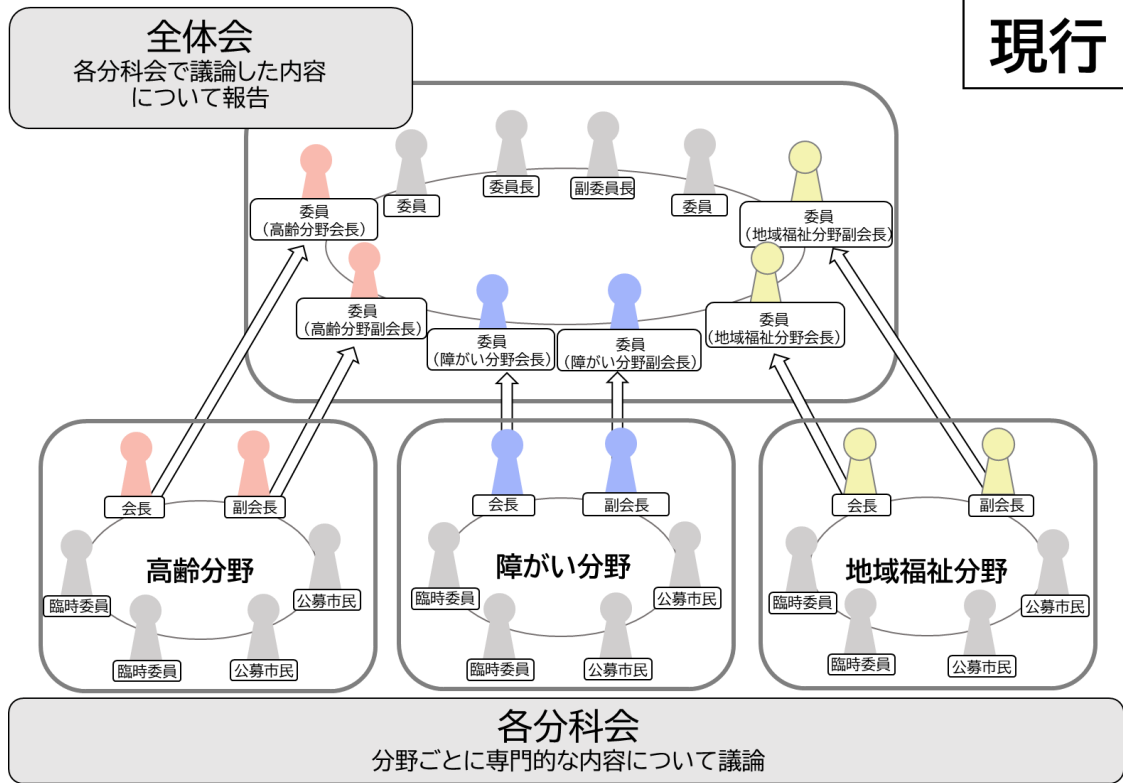 全体会
各分科会で議論した内容
について報告
現行
委員長
副委員長
委員
委員
委員
（高齢分野会長）
委員
（地域福祉分野副会長）
委員
（高齢分野副会長）
委員
（障がい分野会長）
委員
（障がい分野副会長）
委員
（地域福祉分野会長）
会長
副会長
高齢分野
臨時委員
公募市民
臨時委員
公募市民
会長
副会長
障がい分野
臨時委員
公募市民
臨時委員
公募市民
会長
副会長
地域福祉分野
臨時委員
公募市民
臨時委員
公募市民
各分科会
分野ごとに専門的な内容について議論